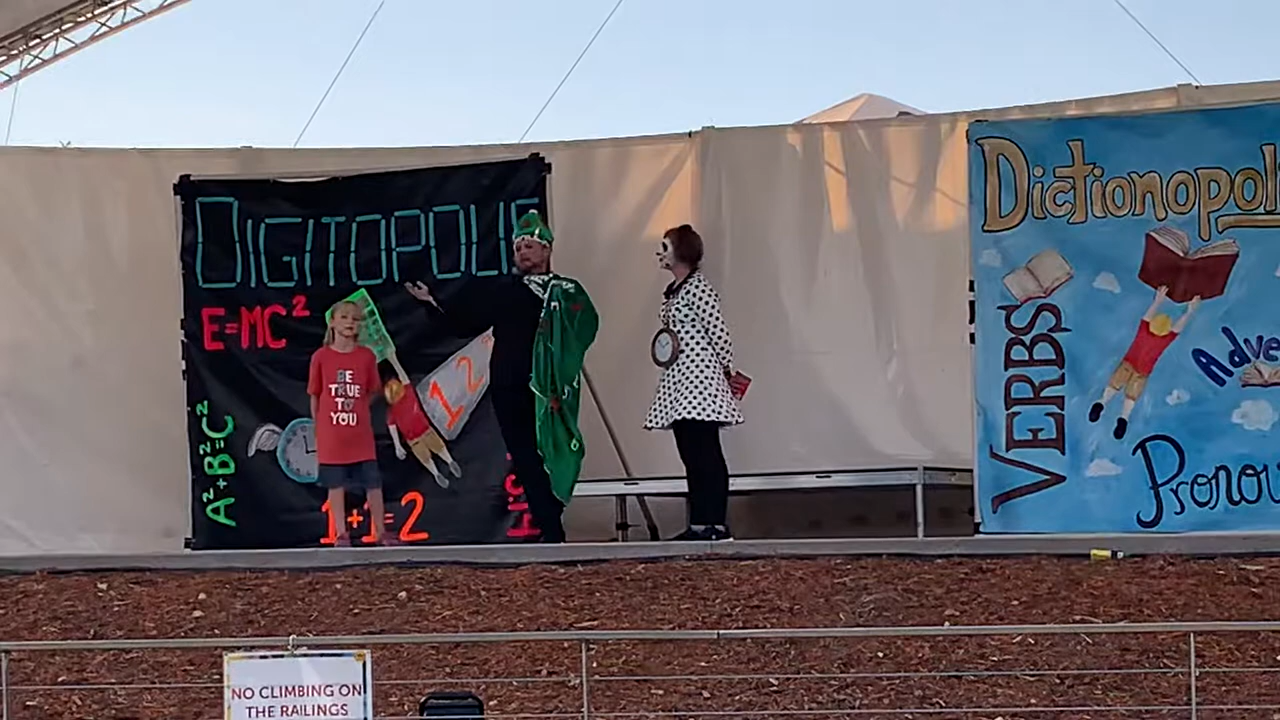 DIGITOPOLIS
E=MC²
A²+B²=C²
12
1+1=2
BE
TRUE
TO
YOU
Dictionopoli
VERBS
Adve
Pronou
NO CLIMBING ON
THE RAILINGS